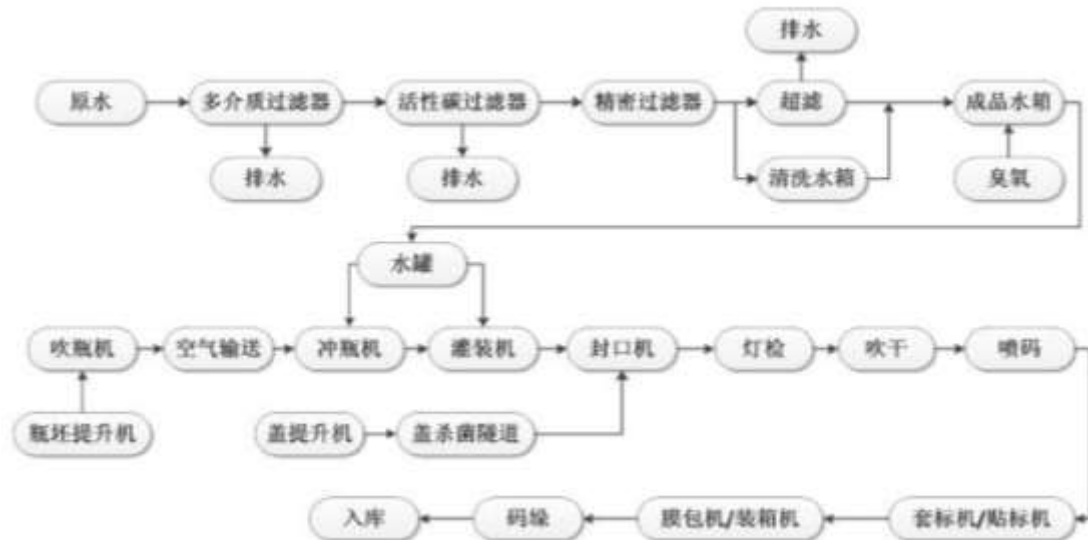 排水
原水 多介质过滤器 活性碳过滤器 精密过滤器 超滤 成品水箱
排水 排水 清洗水箱 臭氧
水罐
吹瓶机 空气输送 冲瓶机 灌装机 封口机 灯检 吹干 喷码
瓶坯提升机 盖提升机 盖杀菌隧道
入库 码垛 膜包机/装箱机 套标机/贴标机